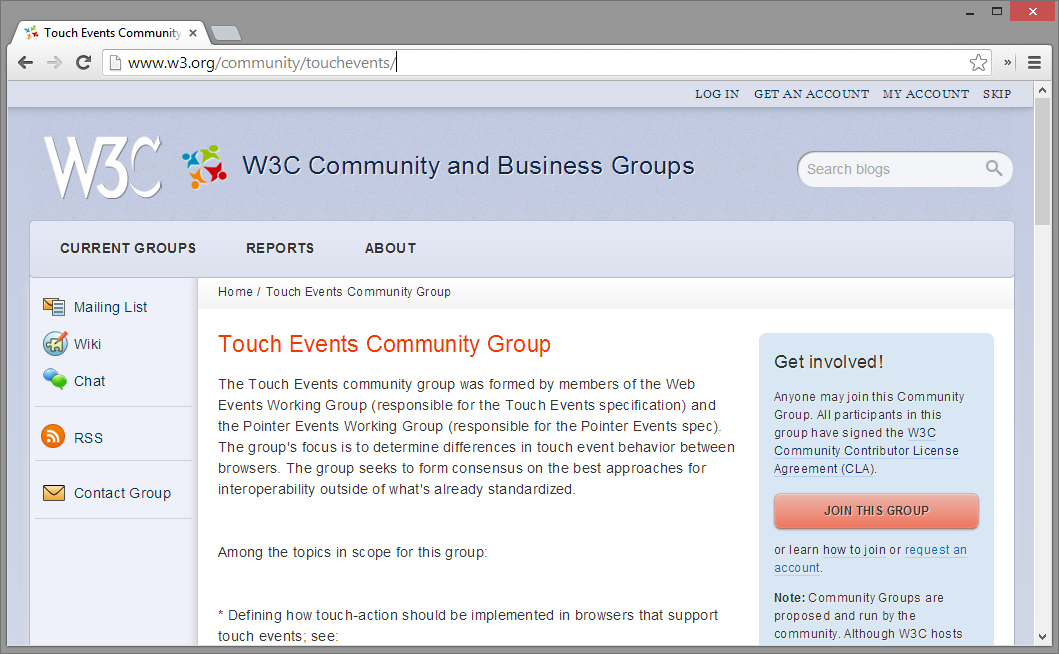 Touch Events Community
www.w3.org/community/touchevents/
LOG IN GET AN ACCOUNT MY ACCOUNT SKIP
W3C W3C Community and Business Groups
Search blogs
CURRENT GROUPS REPORTS ABOUT
Mailing List
Wiki
Chat
RSS
Contact Group
Home / Touch Events Community Group
Touch Events Community Group
The Touch Events community group was formed by members of the Web
Events Working Group (responsible for the Touch Events specification) and
the Pointer Events Working Group (responsible for the Pointer Events spec).
The group's focus is to determine differences in touch event behavior between
browsers. The group seeks to form consensus on the best approaches for
interoperability outside of what's already standardized.
Among the topics in scope for this group:
* Defining how touch-action should be implemented in browsers that support
touch events; see:
Get involved!
Anyone may join this Community
Group. All participants in this
group have signed the W3C
Community Contributor License
Agreement (CLA).
JOIN THIS GROUP
or learn how to join or request an
account.
Note: Community Groups are
proposed and run by the
community. Although W3C hosts